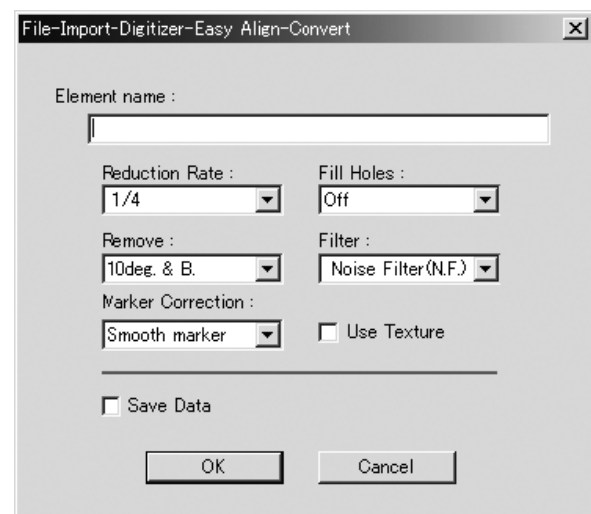 File-Import-Digitizer-Easy Align-Convert
Element name :
Reduction Rate : Fill Holes :
1/4 Off
Remove : Filter :
10deg. & B. Noise Filter(N.F.)
Marker Correction :
Smooth marker Use Texture
Save Data
OK Cancel